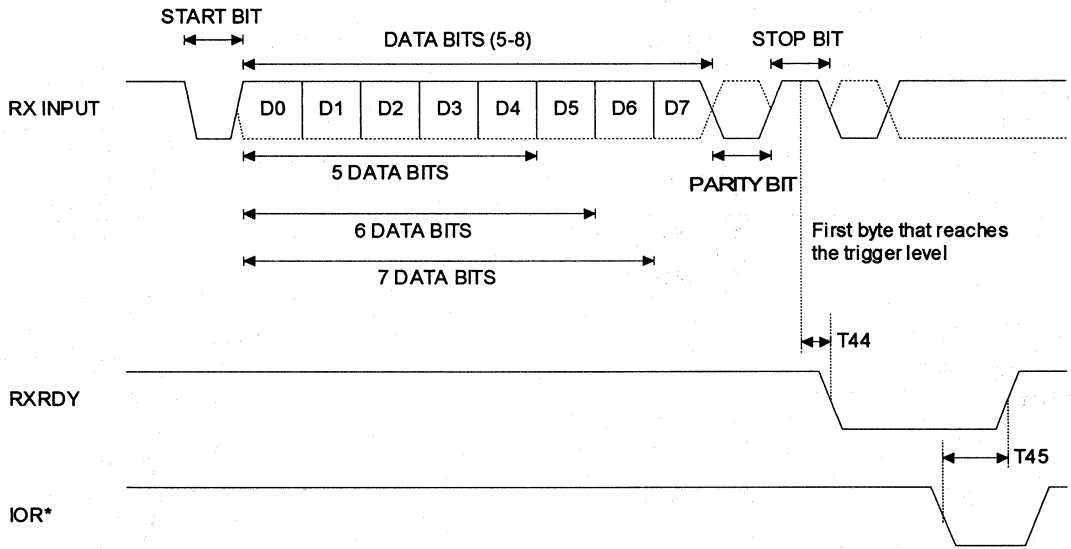 START BIT
DATA BITS (5-8)
STOP BIT
RX INPUT
D0 D1 D2 D3 D4 D5 D6 D7
5 DATA BITS
PARITY BIT
6 DATA BITS
First byte that reaches
the trigger level
7 DATA BITS
T44
RXRDY
T45
IOR*